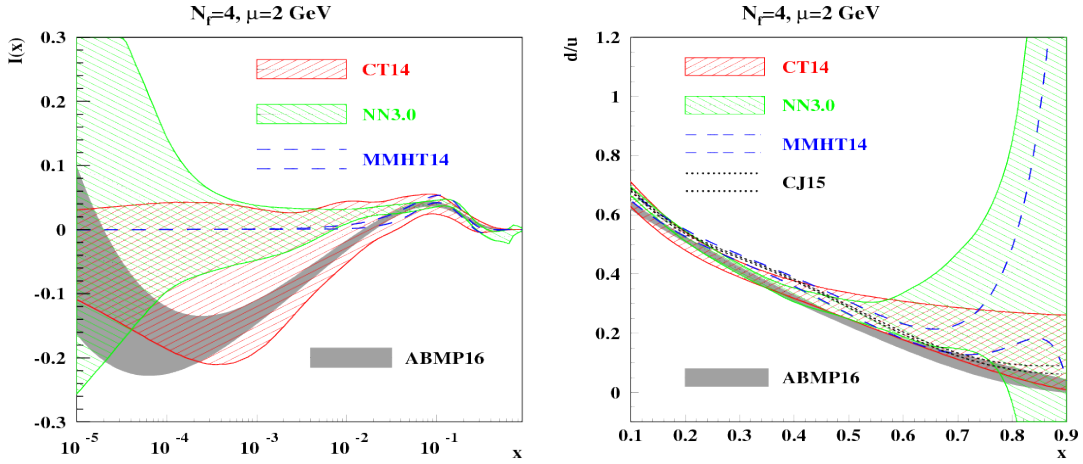 N_f=4, μ=2 GeV
I(x)
0.3
0.2
0.1
0
-0.1
-0.2
-0.3
CT14
NN3.0
MMHT14
ABMP16
10^-5
10^-4
10^-3
10^-2
10^-1
x
N_f=4, μ=2 GeV
d/u
1.2
1
0.8
0.6
0.4
0.2
0
CT14
NN3.0
MMHT14
CJ15
ABMP16
0.1
0.2
0.3
0.4
0.5
0.6
0.7
0.8
0.9
x